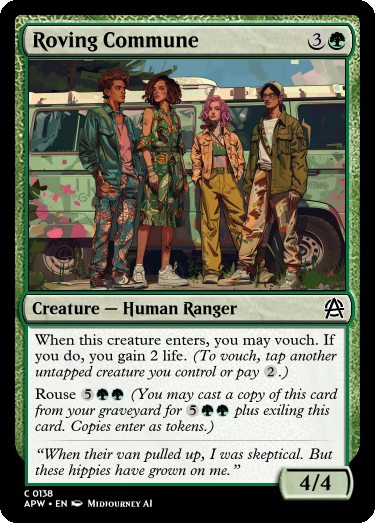 Roving Commune 3
Creature — Human Ranger
When this creature enters, you may vouch. If
you do, you gain 2 life. (To vouch, tap another
untapped creature you control or pay 2.)
Rouse 5 (You may cast a copy of this card
from your graveyard for 5 plus exiling this
card. Copies enter as tokens.)
“When their van pulled up, I was skeptical. But
these hippies have grown on me.”
4/4
C 0138
APW • EN Midjourney AI